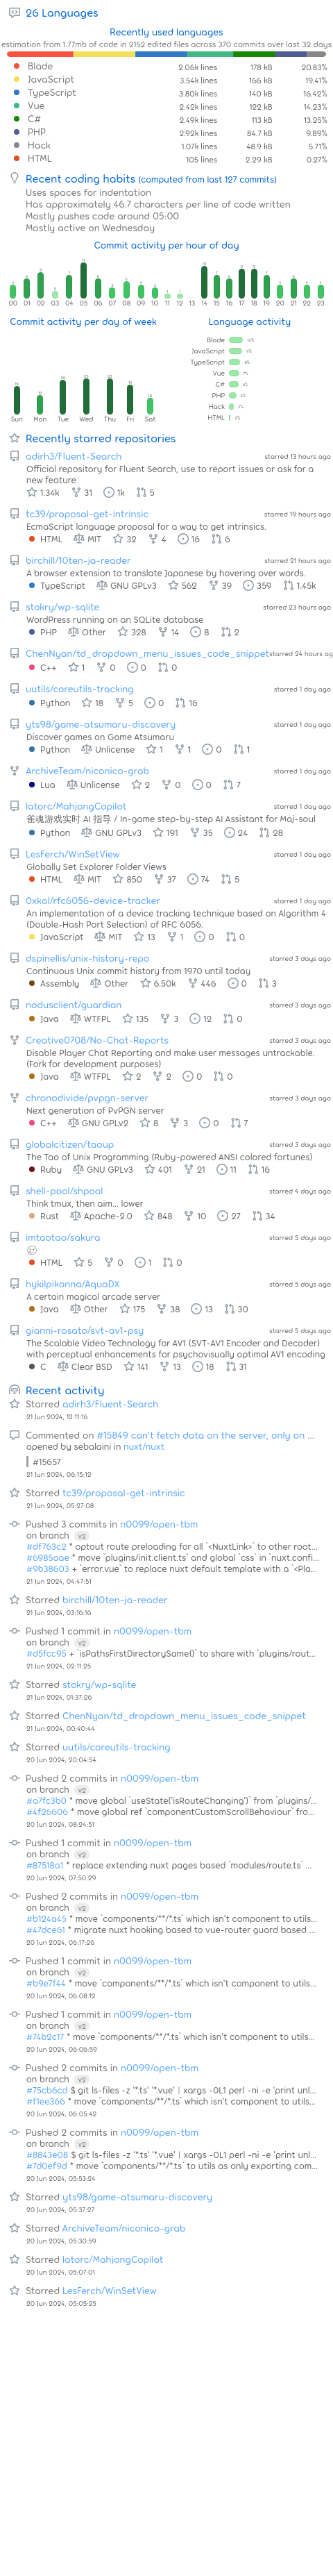 26 Languages
Recently used languages
estimation from 1.77mb of code in 2152 edited files across 370 commits over last 32 days
Blade 2.06k lines 178 kB 20.83%
JavaScript 3.54k lines 166 kB 19.41%
TypeScript 3.80k lines 140 kB 16.42%
Vue 2.42k lines 122 kB 14.23%
C# 2.49k lines 113 kB 13.25%
PHP 2.92k lines 84.7 kB 9.89%
Hack 1.07k lines 48.9 kB 5.71%
HTML 105 lines 2.29 kB 0.27%
Recent coding habits (computed from last 127 commits)
Uses spaces for indentation
Has approximately 46.7 characters per line of code written
Mostly pushes code around 05:00
Mostly active on Wednesday
Commit activity per hour of day
00 01 02 03 04 05 06 07 08 09 10 11 12 13 14 15 16 17 18 19 20 21 22 23
Commit activity per day of week
Sun Mon Tue Wed Thu Fri Sat
Language activity
Blade
JavaScript
TypeScript
Vue
C#
PHP
Hack
HTML
Recently starred repositories
adirh3/Fluent-Search starred 13 hours ago
Official repository for Fluent Search, use to report issues or ask for a
new feature
1.34k 31 1k 5
tc39/proposal-get-intrinsic starred 19 hours ago
EcmaScript language proposal for a way to get intrinsics.
HTML MIT 32 4 16 6
birchill/10ten-ja-reader starred 21 hours ago
A browser extension to translate Japanese by hovering over words.
TypeScript GNU GPLv3 562 39 359 1.45k
stokry/wp-sqlite starred 23 hours ago
WordPress running on an SQLite database
PHP Other 328 14 8 2
ChenNyan/td_dropdown_menu_issues_code_snippet starred 24 hours ag
C++ 1 0 0 0
uutils/coreutils-tracking starred 1 day ago
Python 18 5 0 16
yts98/game-atsumaru-discovery starred 1 day ago
Discover games on Game Atsumaru
Python Unlicense 1 1 0 1
ArchiveTeam/niconico-grab starred 1 day ago
Lua Unlicense 2 0 0 7
latorc/MahjongCopilot starred 1 day ago
雀魂游戏实时 AI 指导 / In-game step-by-step AI Assistant for Maj-soul
Python GNU GPLv3 191 35 24 28
LesFerch/WinSetView starred 1 day ago
Globally Set Explorer Folder Views
HTML MIT 850 37 74 5
0xkol/rfc6056-device-tracker starred 1 day ago
An implementation of a device tracking technique based on Algorithm 4
(Double-Hash Port Selection) of RFC 6056.
JavaScript MIT 13 1 0 0
dspinellis/unix-history-repo starred 3 days ago
Continuous Unix commit history from 1970 until today
Assembly Other 6.50k 446 0 3
nodusclient/guardian starred 3 days ago
Java WTFPL 135 3 12 0
Creative0708/No-Chat-Reports starred 3 days ago
Disable Player Chat Reporting and make user messages untrackable.
(Fork for development purposes)
Java WTFPL 2 2 0 0
chronodivide/pvpgn-server starred 3 days ago
Next generation of PvPGN server
C++ GNU GPLv2 8 3 0 7
globalcitizen/taoup starred 3 days ago
The Tao of Unix Programming (Ruby-powered ANSI colored fortunes)
Ruby GNU GPLv3 401 21 11 16
shell-pool/shpool starred 4 days ago
Think tmux, then aim... lower
Rust Apache-2.0 848 10 27 34
imtaotao/sakura starred 5 days ago
HTML 5 0 1 0
hykilpikonna/AquaDX starred 5 days ago
A certain magical arcade server
Java Other 175 38 13 30
gianni-rosato/svt-av1-psy starred 5 days ago
The Scalable Video Technology for AV1 (SVT-AV1 Encoder and Decoder)
with perceptual enhancements for psychovisually optimal AV1 encoding
C Clear BSD 141 13 18 31
Recent activity
Starred adirh3/Fluent-Search
21 Jun 2024, 12:11:16
Commented on #15849 can't fetch data on the server, only on ...
opened by sebalaini in nuxt/nuxt
#15657
21 Jun 2024, 06:15:12
Starred tc39/proposal-get-intrinsic
21 Jun 2024, 05:27:08
Pushed 3 commits in n0099/open-tbm
on branch v2
#df763c2 * optout route preloading for all `<NuxtLink>` to other root...
#6985aae * move `plugins/init.client.ts` and global `css` in `nuxt.confi...
#9b38603 + `error.vue` to replace nuxt default template with a `<Pla...
21 Jun 2024, 04:47:51
Starred birchill/10ten-ja-reader
21 Jun 2024, 03:16:16
Pushed 1 commit in n0099/open-tbm
on branch v2
#d5fcc95 + `isPathsFirstDirectorySame()` to share with `plugins/rout...
21 Jun 2024, 02:11:25
Starred stokry/wp-sqlite
21 Jun 2024, 01:37:26
Starred ChenNyan/td_dropdown_menu_issues_code_snippet
21 Jun 2024, 00:40:44
Starred uutils/coreutils-tracking
20 Jun 2024, 20:04:54
Pushed 2 commits in n0099/open-tbm
on branch v2
#a7fc3b0 * move global `useState('isRouteChanging')` from `plugins/...
#4f26606 * move global ref `componentCustomScrollBehaviour` fro...
20 Jun 2024, 08:24:51
Pushed 1 commit in n0099/open-tbm
on branch v2
#87518a1 * replace extending nuxt pages based `modules/route.ts` w...
20 Jun 2024, 07:50:29
Pushed 2 commits in n0099/open-tbm
on branch v2
#b124a45 * move `components/**/*.ts` which isn't component to utils...
#47dce61 * migrate nuxt hooking based to vue-router guard based ...
20 Jun 2024, 06:17:26
Pushed 1 commit in n0099/open-tbm
on branch v2
#b9e7f44 * move `components/**/*.ts` which isn't component to utils...
20 Jun 2024, 06:08:12
Pushed 1 commit in n0099/open-tbm
on branch v2
#74b2c17 * move `components/**/*.ts` which isn't component to utils...
20 Jun 2024, 06:06:59
Pushed 2 commits in n0099/open-tbm
on branch v2
#75cb6cd $ git ls-files -z '*.ts' '*.vue' | xargs -0L1 perl -ni -e 'print unl...
#f1ee366 * move `components/**/*.ts` which isn't component to utils...
20 Jun 2024, 06:05:42
Pushed 2 commits in n0099/open-tbm
on branch v2
#8843e08 $ git ls-files -z '*.ts' '*.vue' | xargs -0L1 perl -ni -e 'print unl...
#7d0ef9d * move `components/**/*.ts` to utils as only exporting com...
20 Jun 2024, 05:53:24
Starred yts98/game-atsumaru-discovery
20 Jun 2024, 05:37:27
Starred ArchiveTeam/niconico-grab
20 Jun 2024, 05:30:59
Starred latorc/MahjongCopilot
20 Jun 2024, 05:07:01
Starred LesFerch/WinSetView
20 Jun 2024, 05:05:25